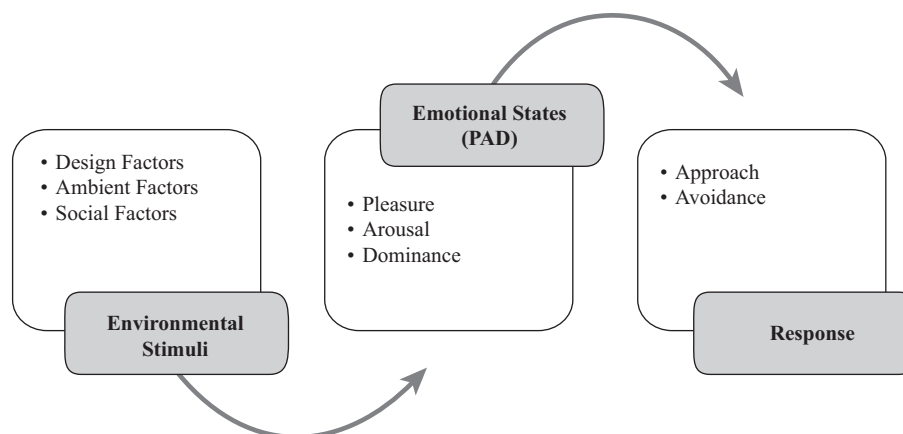 • Design Factors
• Ambient Factors
• Social Factors
Environmental
Stimuli
Emotional States
(PAD)
• Pleasure
• Arousal
• Dominance
• Approach
• Avoidance
Response